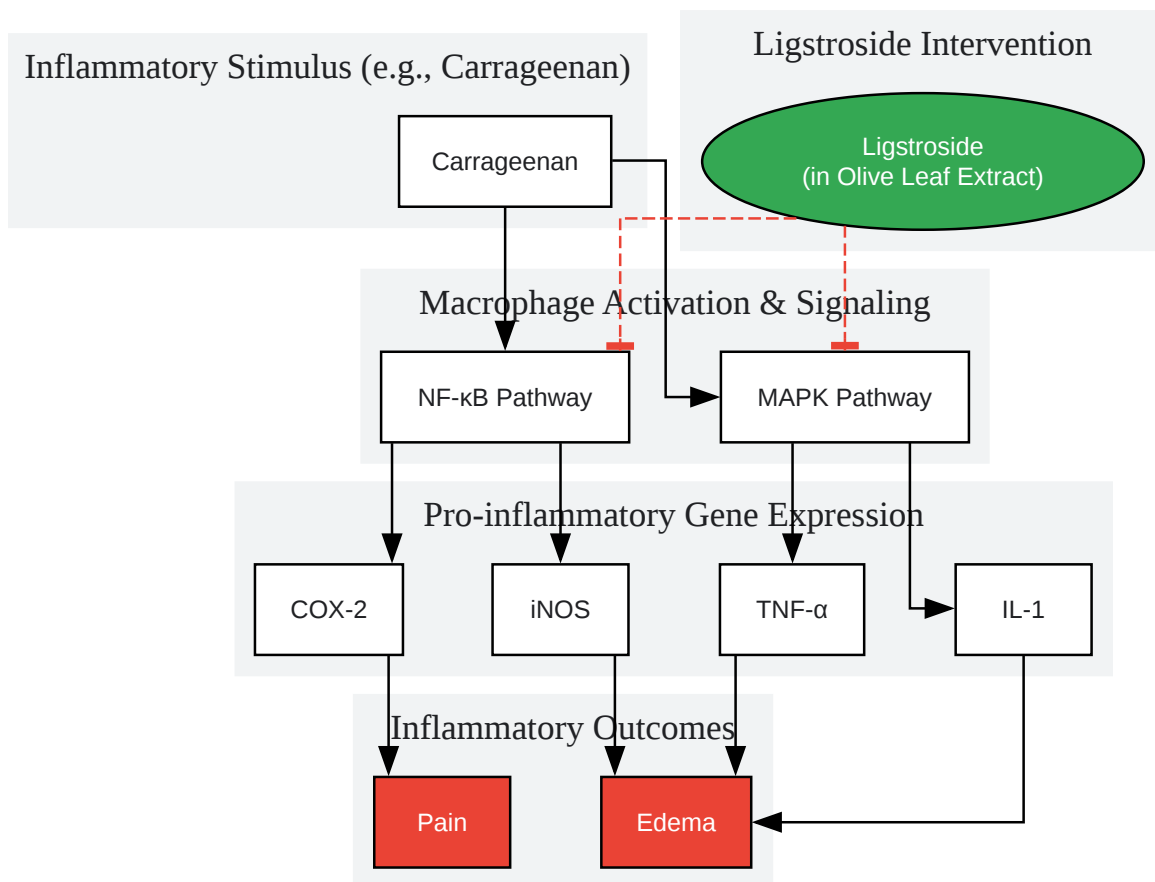 Inflammatory Stimulus (e.g., Carrageenan)
Ligstroside Intervention
Carrageenan
Ligstroside
(in Olive Leaf Extract)
Macrophage Activation & Signaling
NF-κB Pathway
MAPK Pathway
Pro-inflammatory Gene Expression
COX-2
iNOS
TNF-α
IL-1
Inflammatory Outcomes
Pain
Edema